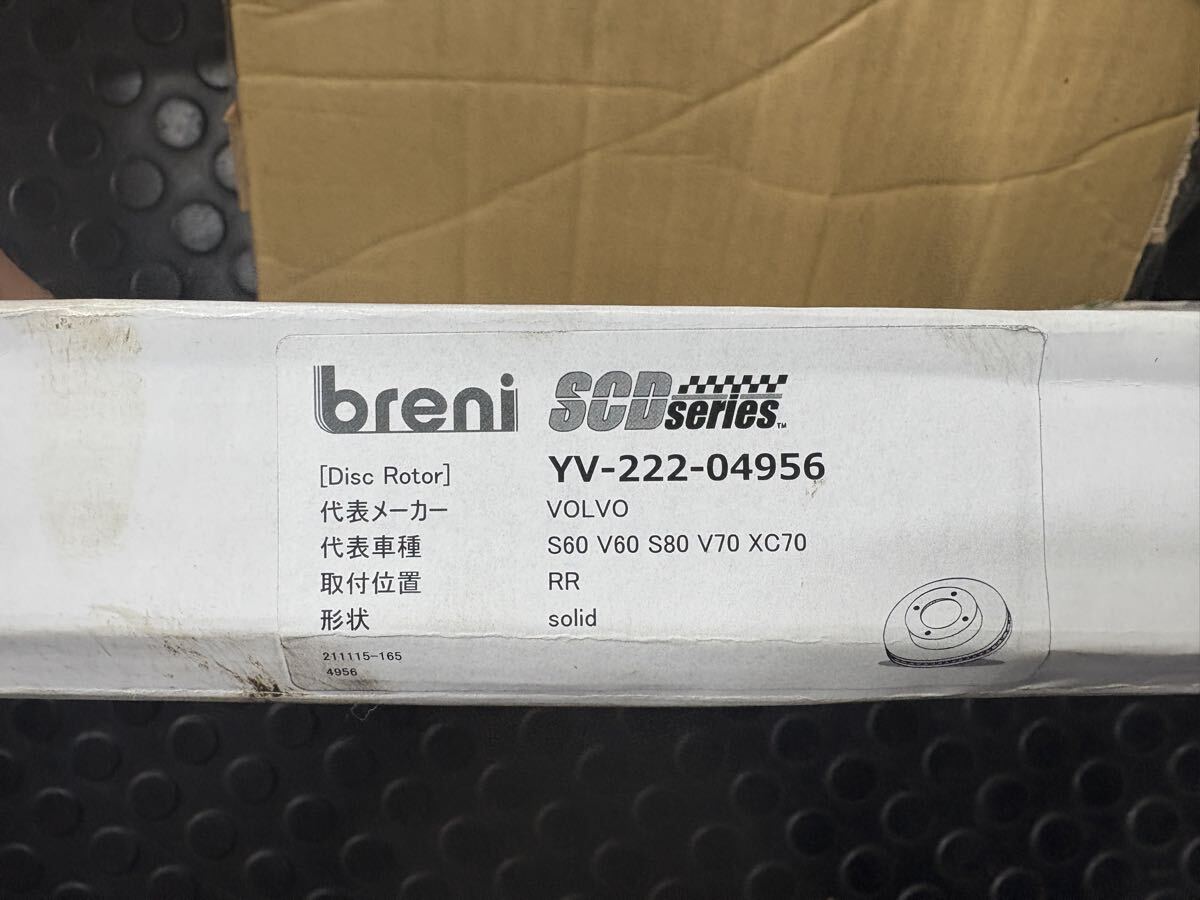 breni SCD series™
[Disc Rotor] YV-222-04956
代表メーカー VOLVO
代表車種 S60 V60 S80 V70 XC70
取付位置 RR
形状 solid
211115-165
4956